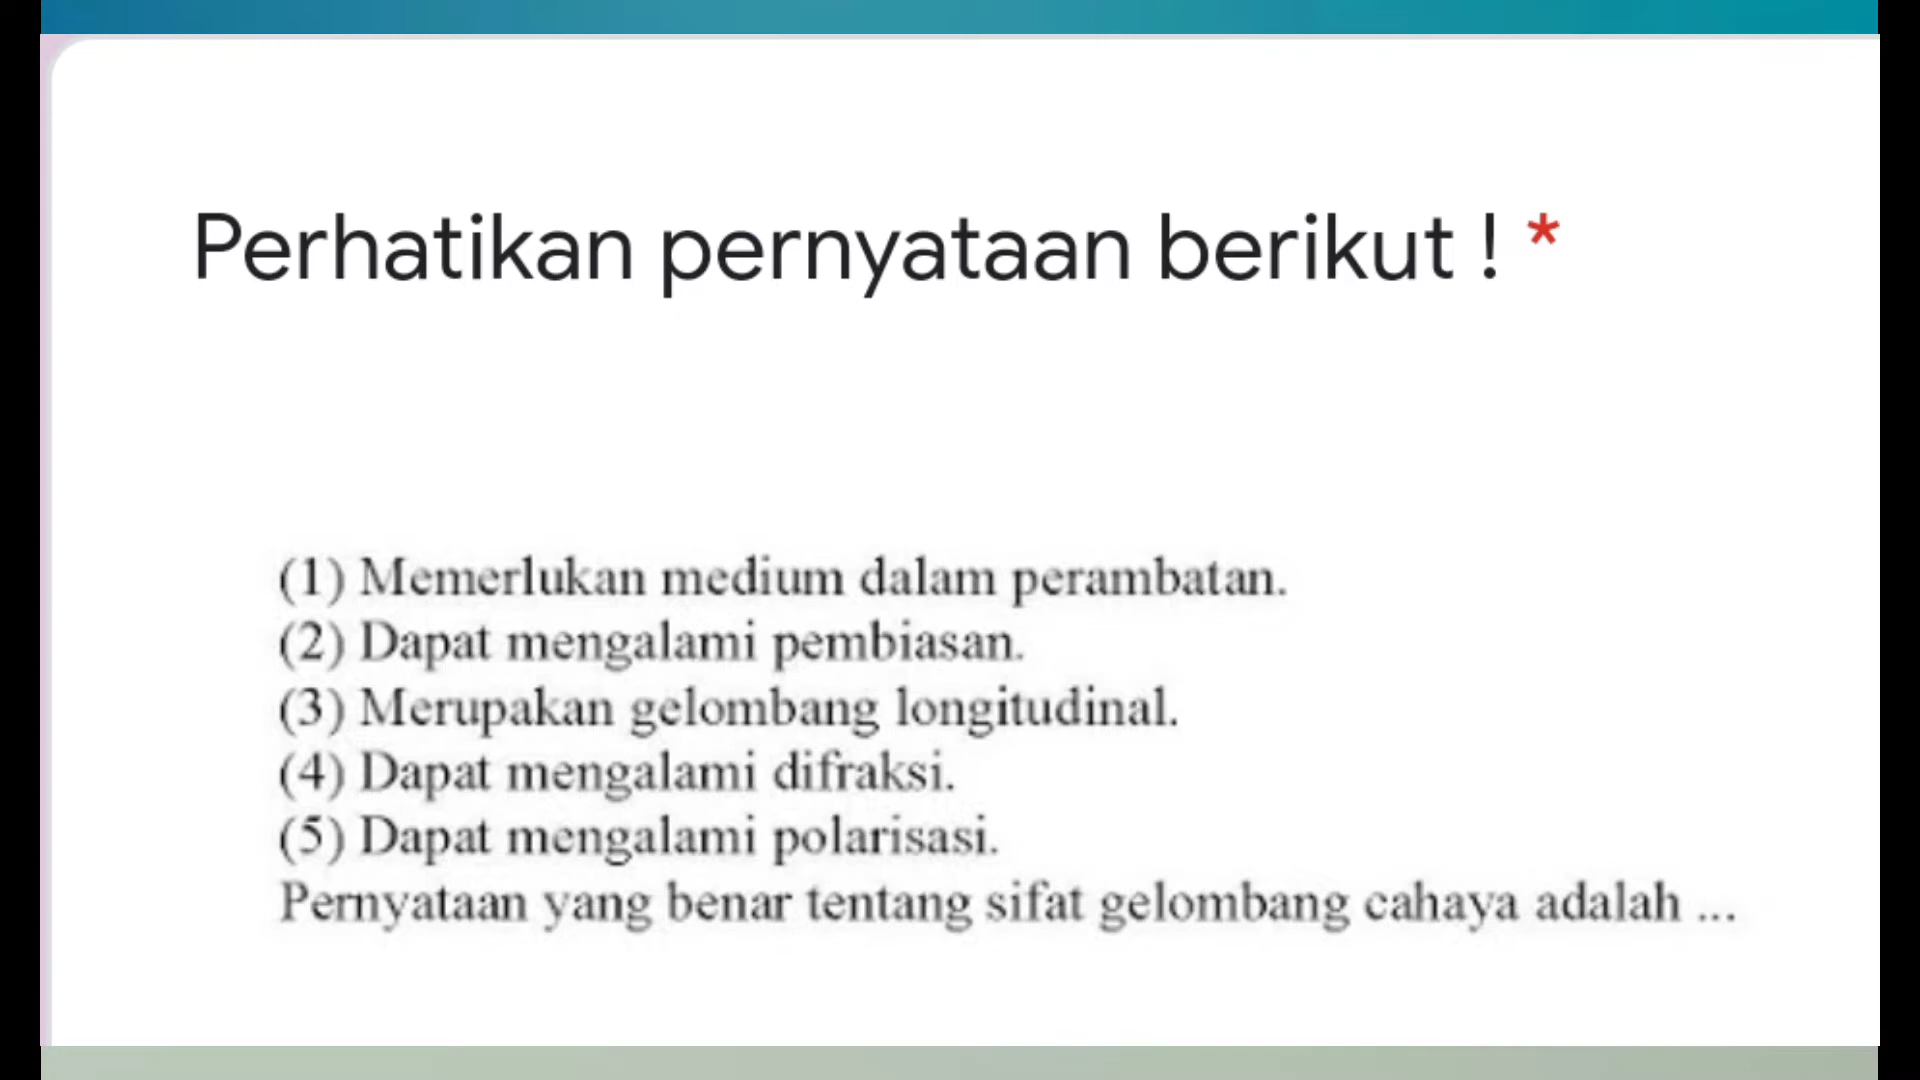 Perhatikan pernyataan berikut ! *
(1) Memerlukan medium dalam perambatan.
(2) Dapat mengalami pembiasan.
(3) Merupakan gelombang longitudinal.
(4) Dapat mengalami difraksi.
(5) Dapat mengalami polarisasi.
Pernyataan yang benar tentang sifat gelombang cahaya adalah ...